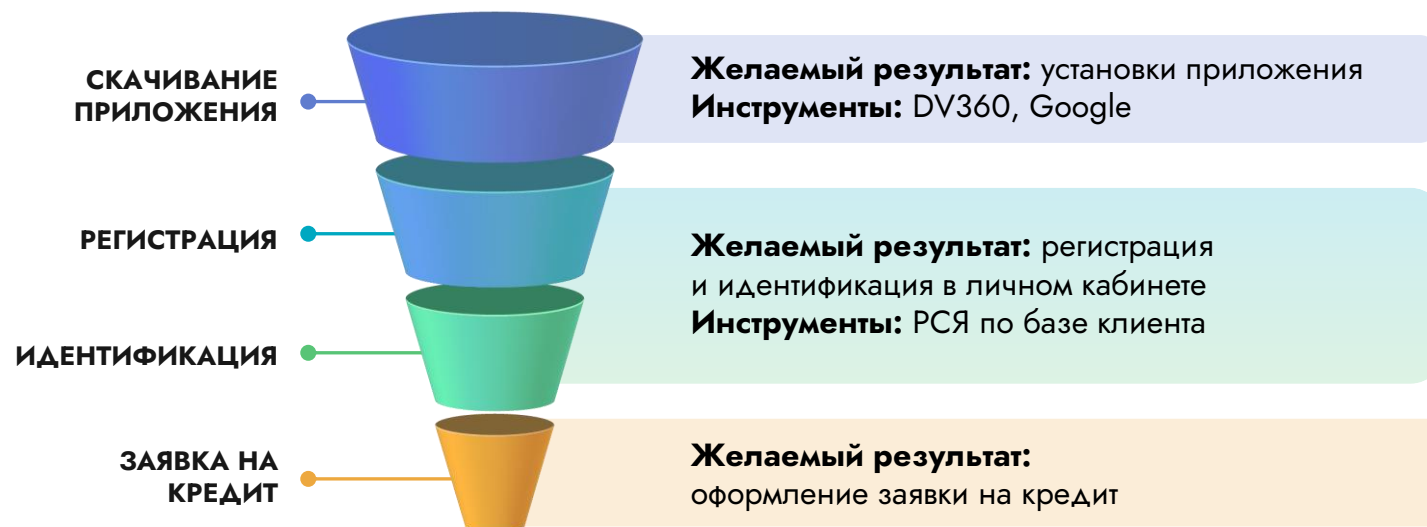 СКАЧИВАНИЕ
ПРИЛОЖЕНИЯ
Желаемый результат: установки приложения
Инструменты: DV360, Google
РЕГИСТРАЦИЯ
ИДЕНТИФИКАЦИЯ
Желаемый результат: регистрация
и идентификация в личном кабинете
Инструменты: РСЯ по базе клиента
ЗАЯВКА НА
КРЕДИТ
Желаемый результат:
оформление заявки на кредит